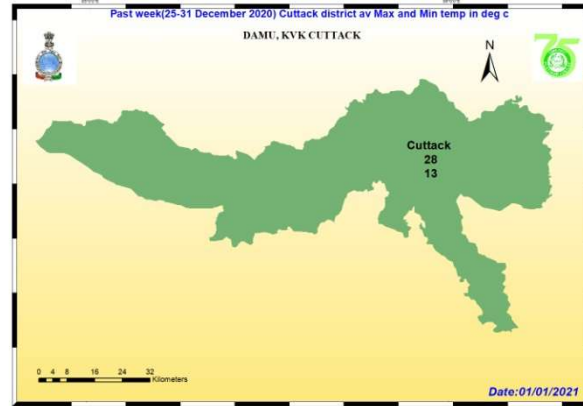 Past week(25-31 December 2020) Cuttack district av Max and Min temp in deg c
DAMU, KVK CUTTACK
N
75
Cuttack
28
13
0 4 8 16 24 32
Kilometers
Date:01/01/2021